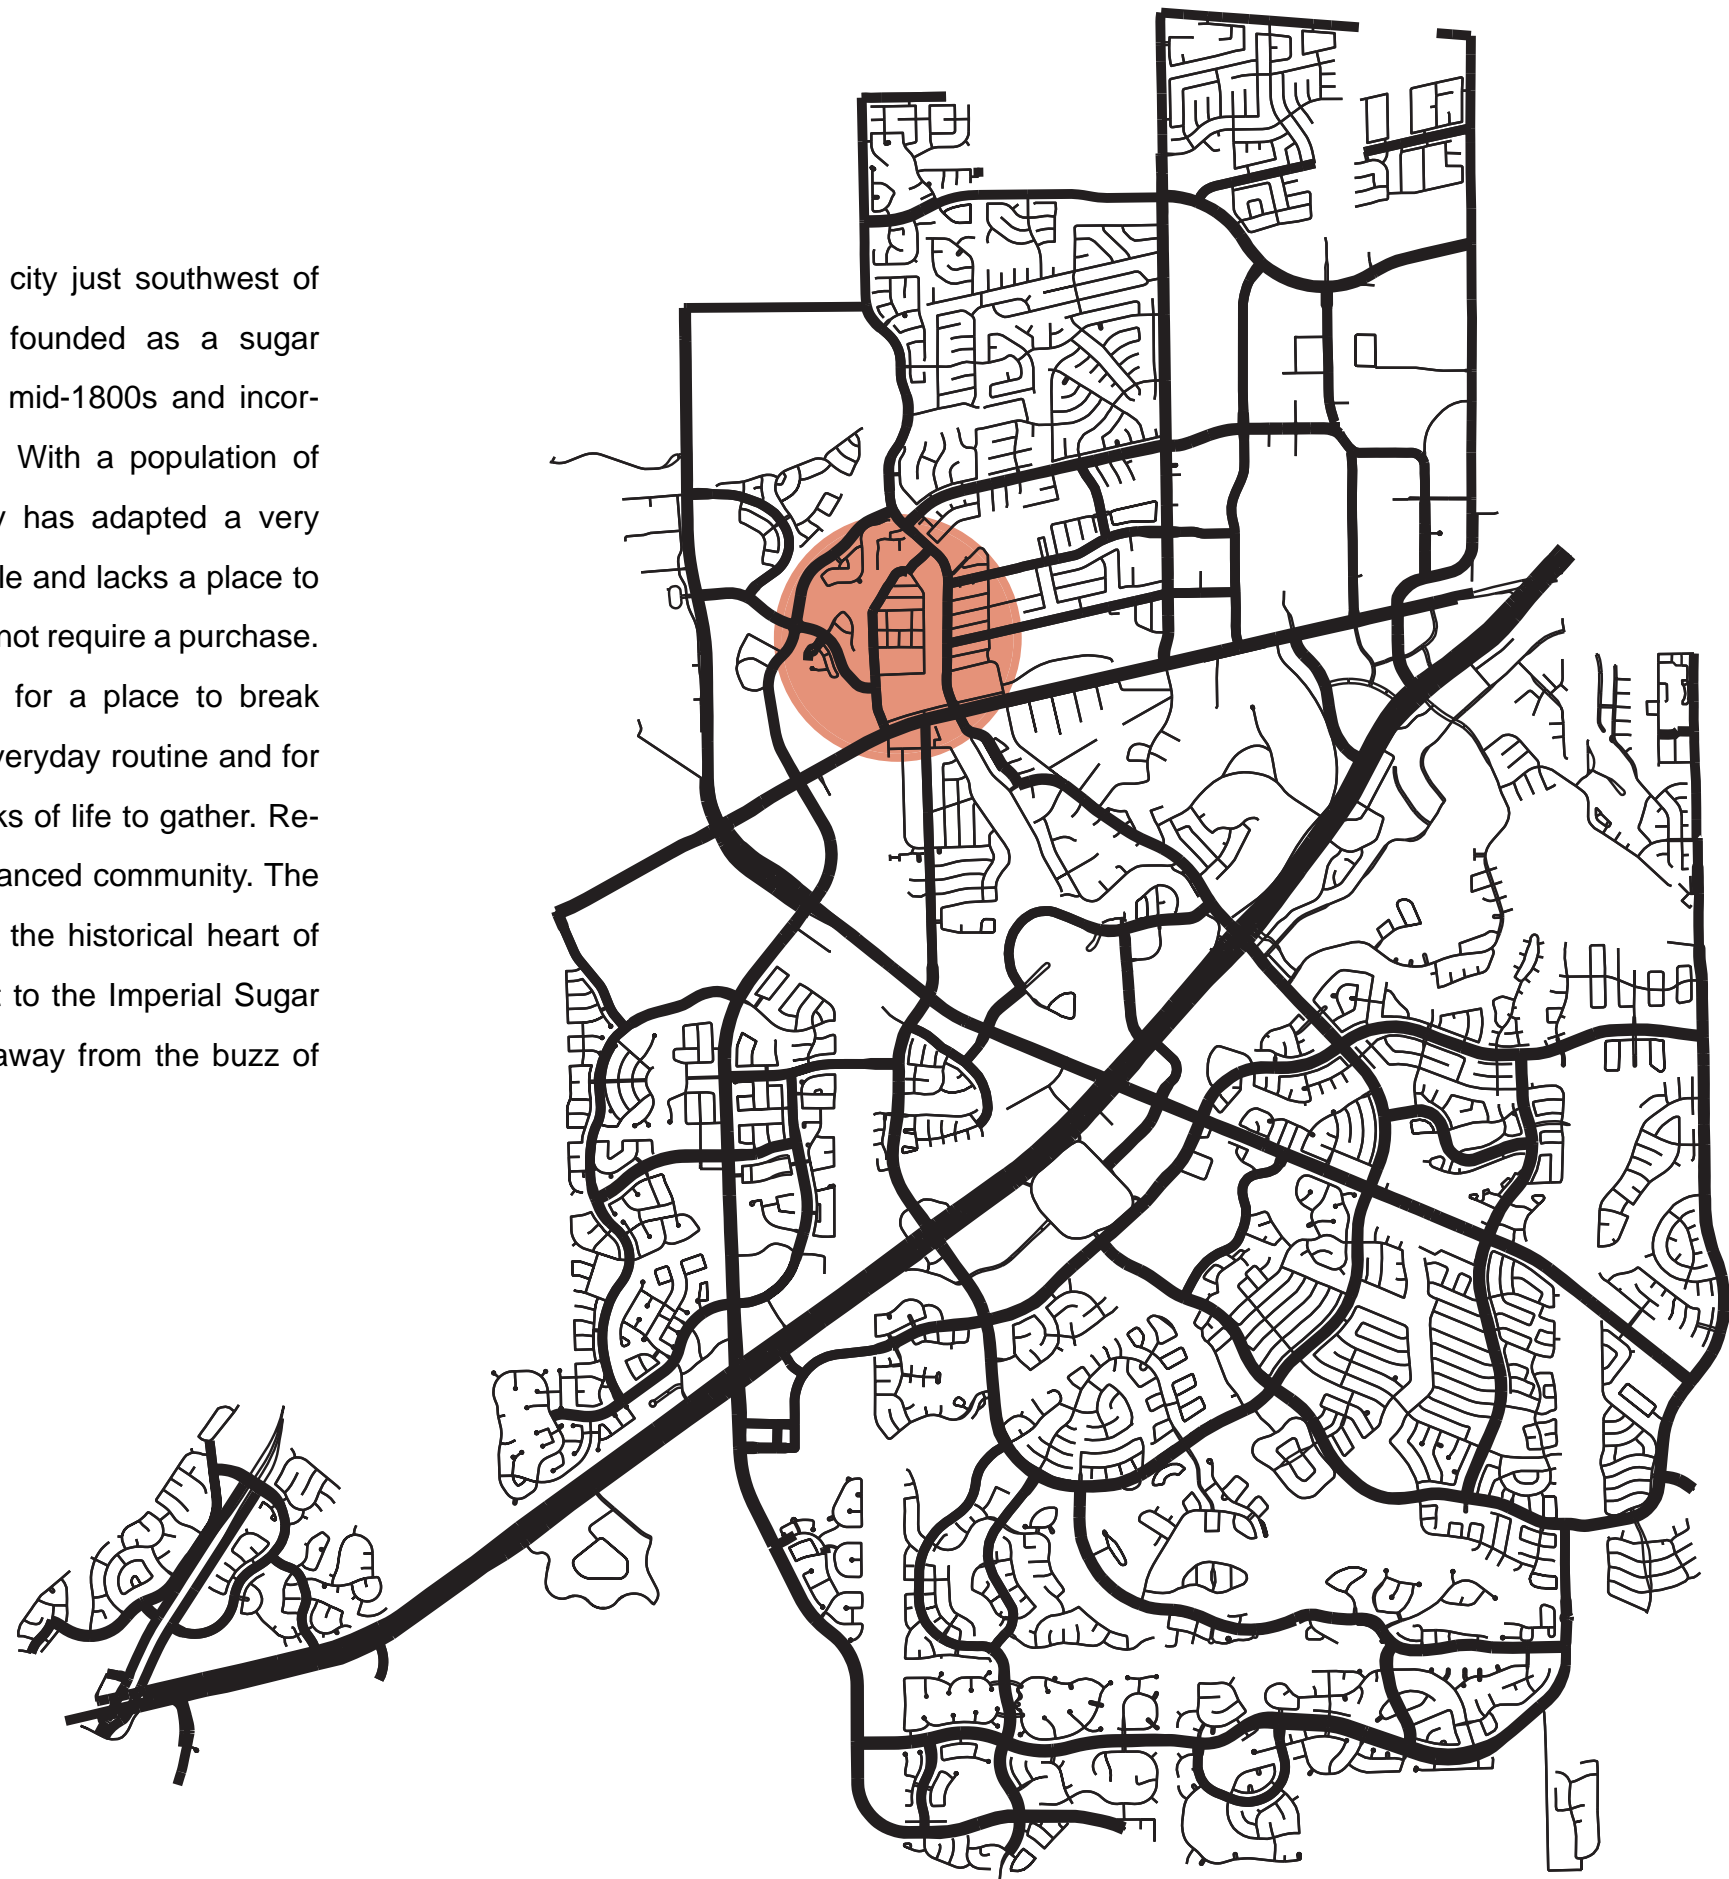 city just southwest of
founded as a sugar
mid-1800s and incor-
With a population of
has adapted a very
and lacks a place to
not require a purchase.
for a place to break
routine and for
of life to gather. Re-
community. The
the historical heart of
to the Imperial Sugar
away from the buzz of